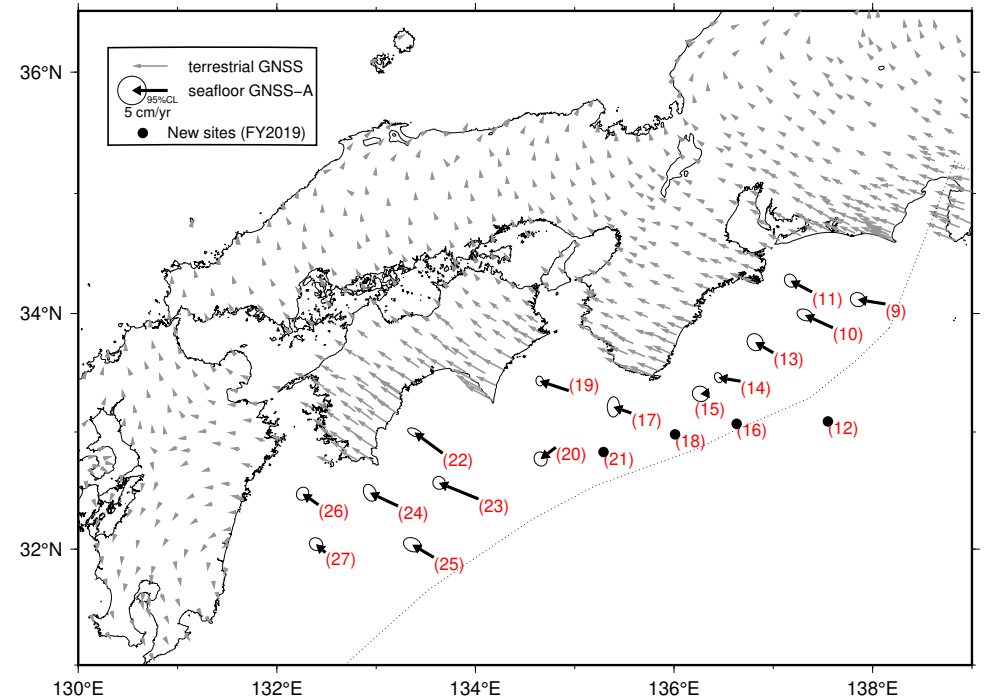 36°N
terrestrial GNSS
seafloor GNSS−A
95%CL
5 cm/yr
New sites (FY2019)
34°N
(11)
(9)
(10)
(13)
(14)
(19)
(15)
(17)
(16)
(12)
(18)
(20)
(21)
(22)
(23)
(26)
(24)
(27)
(25)
32°N
130°E
132°E
134°E
136°E
138°E